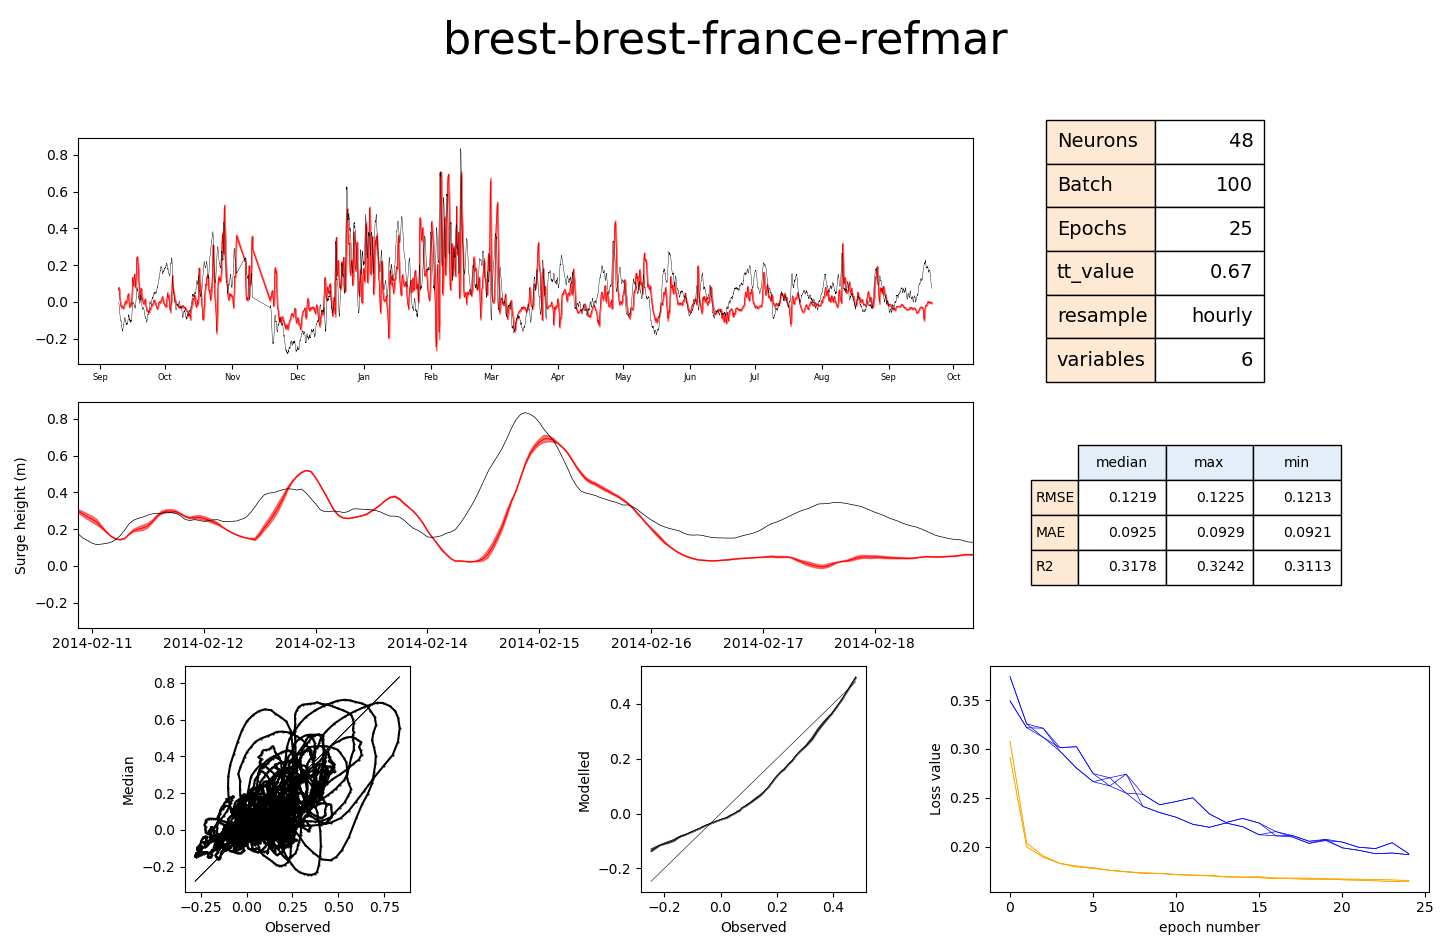 brest-brest-france-refmar
0.8
0.6
0.4
0.2
0.0
−0.2
Sep Oct Nov Dec Jan Feb Mar Apr May Jun Jul Aug Sep Oct
Neurons 48
Batch 100
Epochs 25
tt_value 0.67
resample hourly
variables 6
Surge height (m)
0.8
0.6
0.4
0.2
0.0
−0.2
2014-02-11 2014-02-12 2014-02-13 2014-02-14 2014-02-15 2014-02-16 2014-02-17 2014-02-18
median max min
RMSE 0.1219 0.1225 0.1213
MAE 0.0925 0.0929 0.0921
R2 0.3178 0.3242 0.3113
Median
0.8
0.6
0.4
0.2
0.0
−0.2
−0.25 0.00 0.25 0.50 0.75
Observed
Modelled
0.4
0.2
0.0
−0.2
−0.2 0.0 0.2 0.4
Observed
Loss value
0.35
0.30
0.25
0.20
0 5 10 15 20 25
epoch number